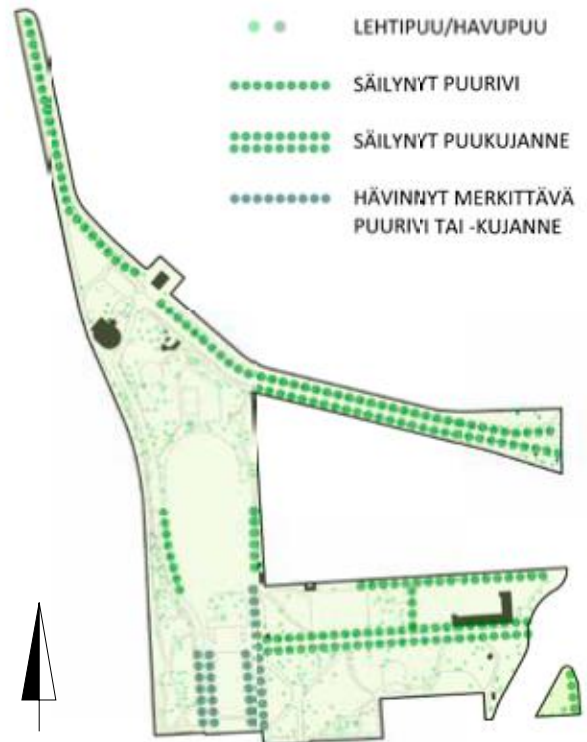 LEHTIPUU/HAVUPUU
SÄILYNYT PUURIVI
SÄILYNYT PUUKUJANNE
HÄVINNYT MERKITTÄVÄ
PUURIVI TAI -KUJANNE